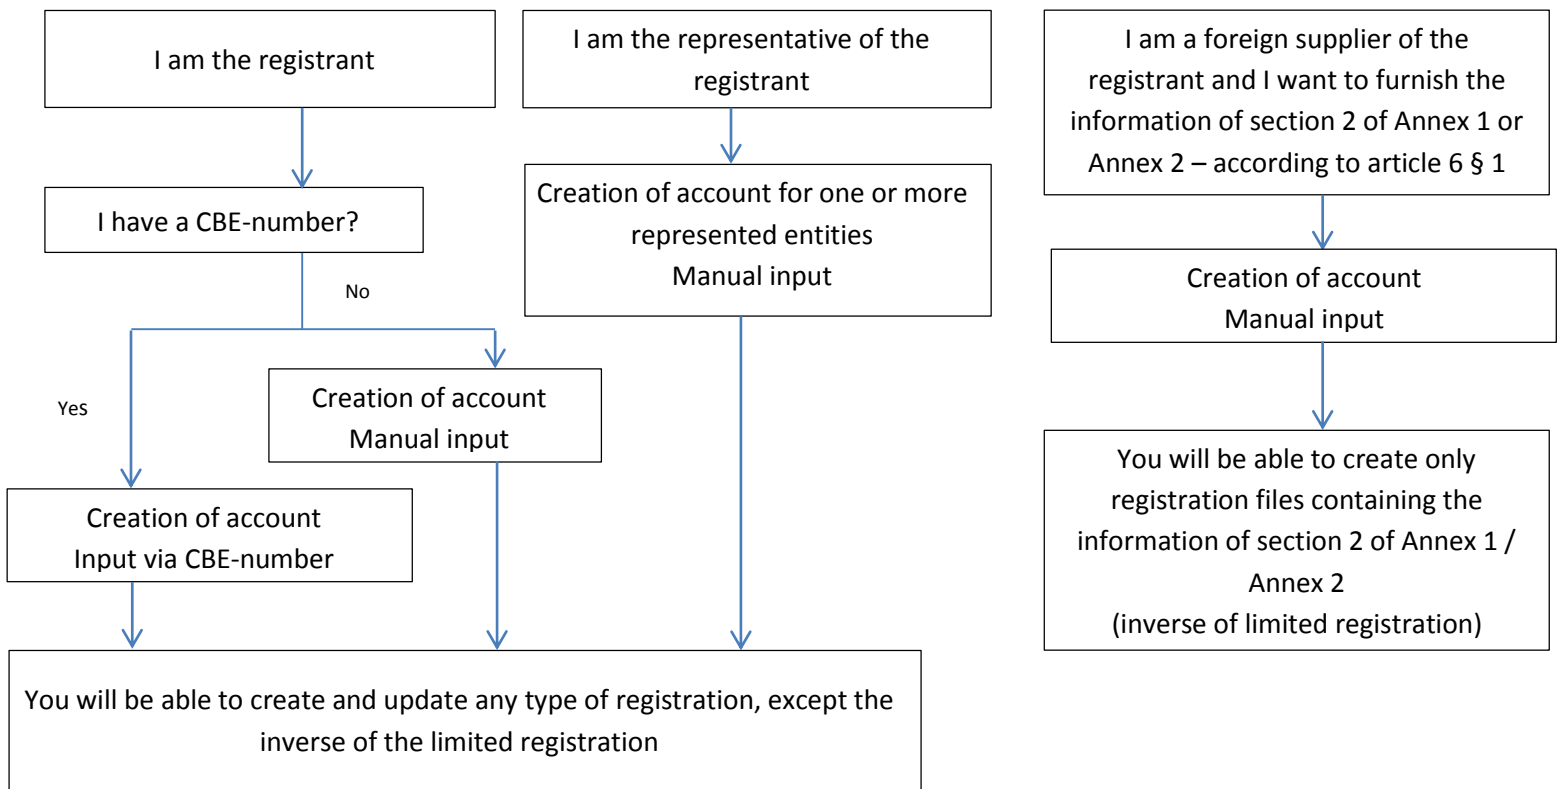 I am the registrant
I have a CBE-number?
No
Yes
Creation of account
Manual input
Creation of account
Input via CBE-number
I am the representative of the
registrant
Creation of account for one or more
represented entities
Manual input
You will be able to create and update any type of registration, except the
inverse of the limited registration
I am a foreign supplier of the
registrant and I want to furnish the
information of section 2 of Annex 1 or
Annex 2 – according to article 6 § 1
Creation of account
Manual input
You will be able to create only
registration files containing the
information of section 2 of Annex 1 /
Annex 2
(inverse of limited registration)